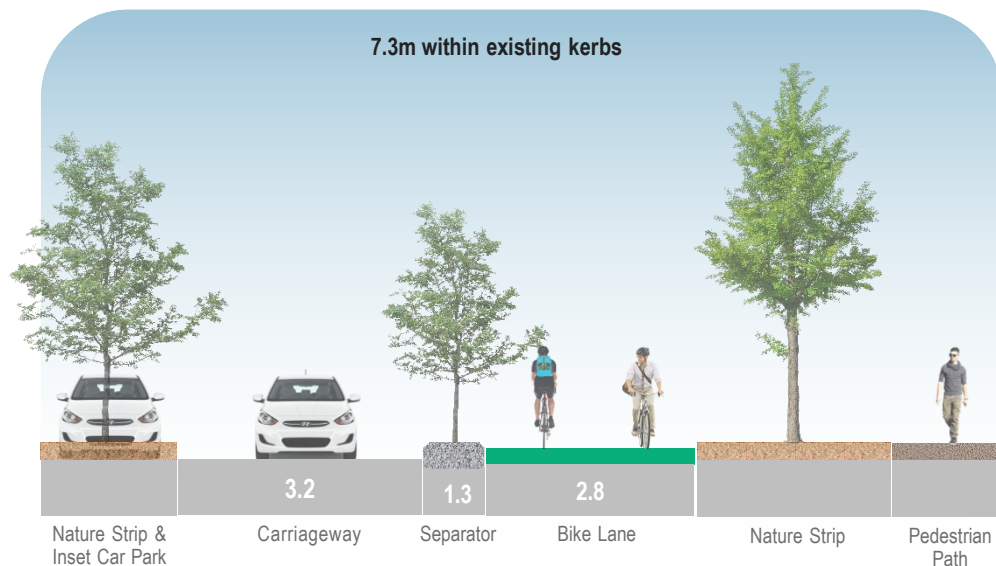 7.3m within existing kerbs
3.2
1.3
2.8
Nature Strip &
Inset Car Park
Carriageway
Separator
Bike Lane
Nature Strip
Pedestrian
Path